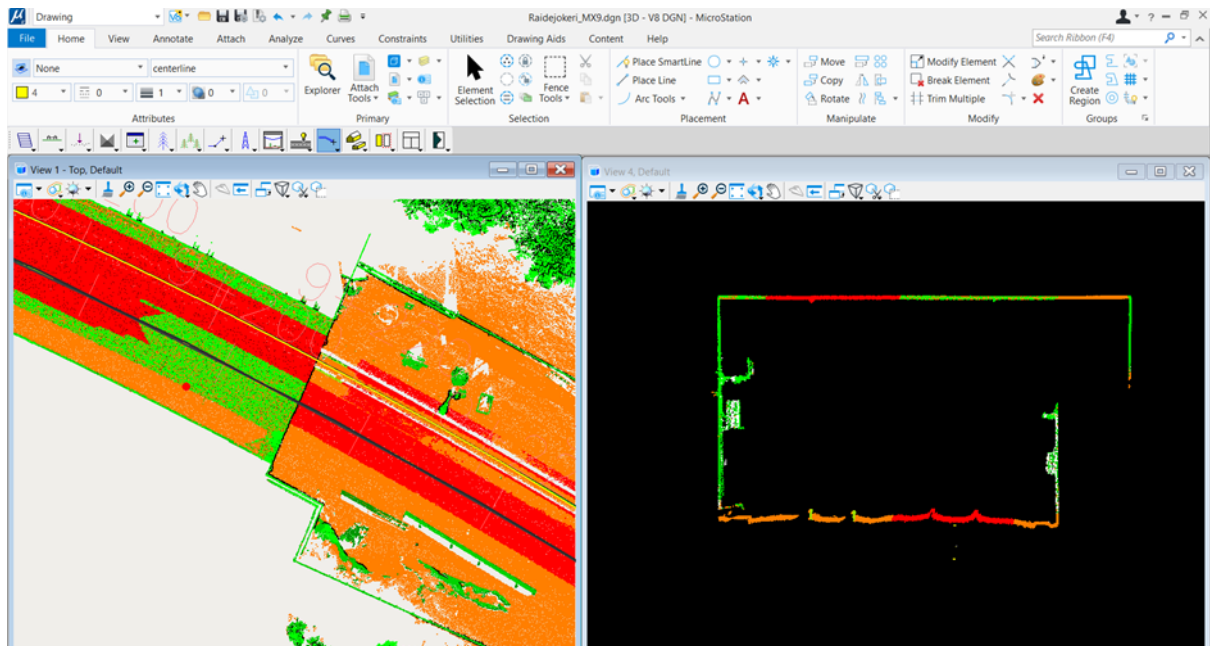 Drawing
Raidejokeri_MX9.dgn [3D - V8 DGN] - MicroStation
File Home View Annotate Attach Analyze Curves Constraints Utilities Drawing Aids Content Help
Search Ribbon (F4)
None centerline
4 0 1 0 0
Attributes
Explorer Attach Tools
Primary
Element Selection Fence Tools
Selection
Place SmartLine
Place Line
Arc Tools
Placement
Move
Copy
Rotate
Manipulate
Modify Element
Break Element
Trim Multiple
Modify
Create Region
Groups
View 1 - Top, Default
View 4, Default